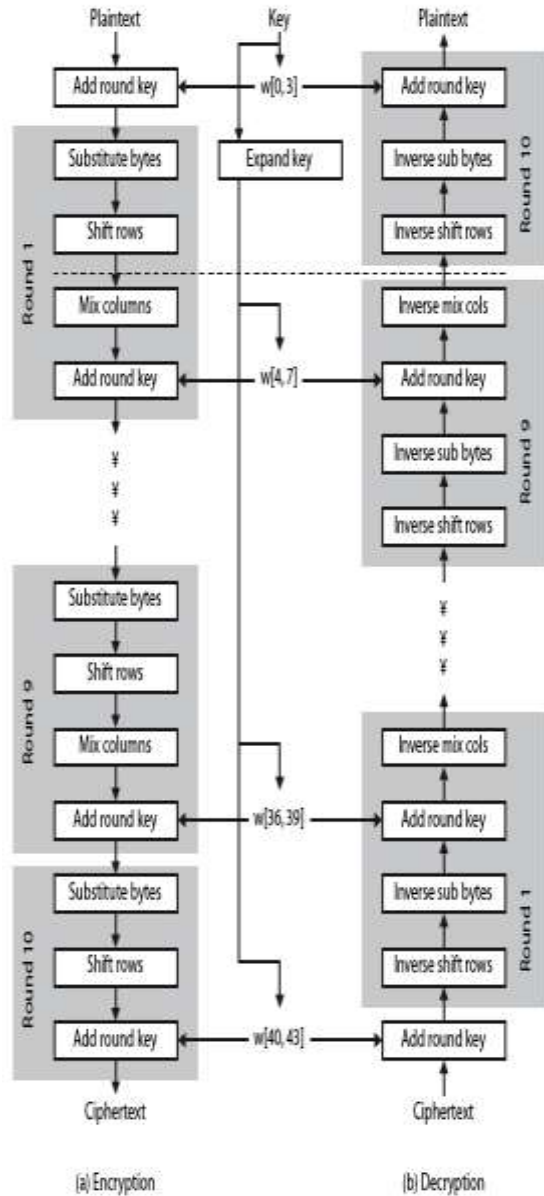 Plaintext
Key
Plaintext
Add round key
w[0, 3]
Add round key
Substitute bytes
Expand key
Inverse sub bytes
Round 10
Shift rows
Inverse shift rows
Round 1
Mix columns
Inverse mix cols
Add round key
w[4, 7]
Add round key
Round 9
Inverse sub bytes
¥
¥
¥
Inverse shift rows
Substitute bytes
¥
¥
¥
Shift rows
Round 9
Mix columns
Inverse mix cols
Add round key
w[36, 39]
Add round key
Substitute bytes
Inverse sub bytes
Round 1
Round 10
Shift rows
Inverse shift rows
Add round key
w[40, 43]
Add round key
Ciphertext
Ciphertext
(a) Encryption
(b) Decryption